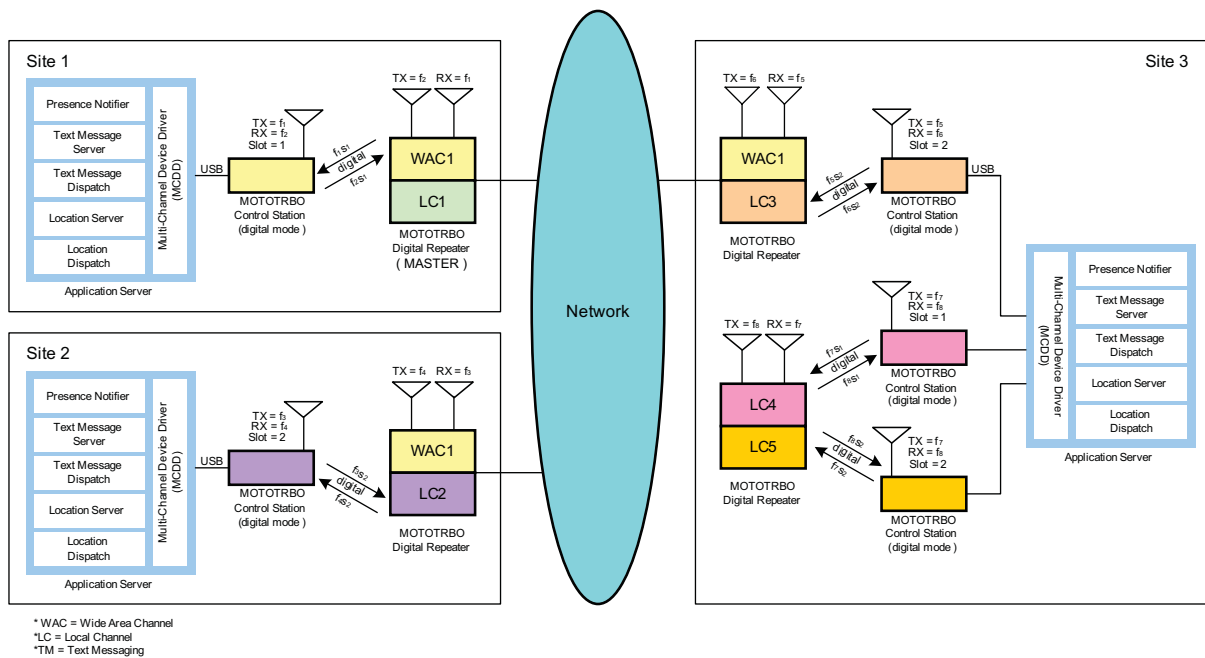 Site 1
Presence Notifier
Text Message
Server
Text Message
Dispatch
Location Server
Location
Dispatch
Multi-Channel Device Driver
(MCDD)
Application Server
USB
TX = f₁
RX = f₂
Slot = 1
MOTOTRBO
Control Station
(digital mode )
f₁s₁
digital
f₂s₁
TX = f₂
RX = f₁
WAC1
LC1
MOTOTRBO
Digital Repeater
( MASTER )
Site 2
Presence Notifier
Text Message
Server
Text Message
Dispatch
Location Server
Location
Dispatch
Multi-Channel Device Driver
(MCDD)
Application Server
USB
TX = f₃
RX = f₄
Slot = 2
MOTOTRBO
Control Station
(digital mode )
f₃s₂
digital
f₄s₂
TX = f₄
RX = f₃
WAC1
LC2
MOTOTRBO
Digital Repeater
Network
Site 3
TX = f₆
RX = f₅
WAC1
LC3
MOTOTRBO
Digital Repeater
f₅s₂
digital
f₆s₂
TX = f₅
RX = f₆
Slot = 2
USB
MOTOTRBO
Control Station
(digital mode )
TX = f₈
RX = f₇
LC4
LC5
MOTOTRBO
Digital Repeater
f₇s₁
digital
f₈s₁
TX = f₇
RX = f₈
Slot = 1
MOTOTRBO
Control Station
(digital mode )
f₈s₂
digital
f₇s₂
TX = f₇
RX = f₈
Slot = 2
MOTOTRBO
Control Station
(digital mode )
Multi-Channel Device Driver
(MCDD)
Presence Notifier
Text Message
Server
Text Message
Dispatch
Location Server
Location
Dispatch
Application Server
* WAC = Wide Area Channel
*LC = Local Channel
*TM = Text Messaging